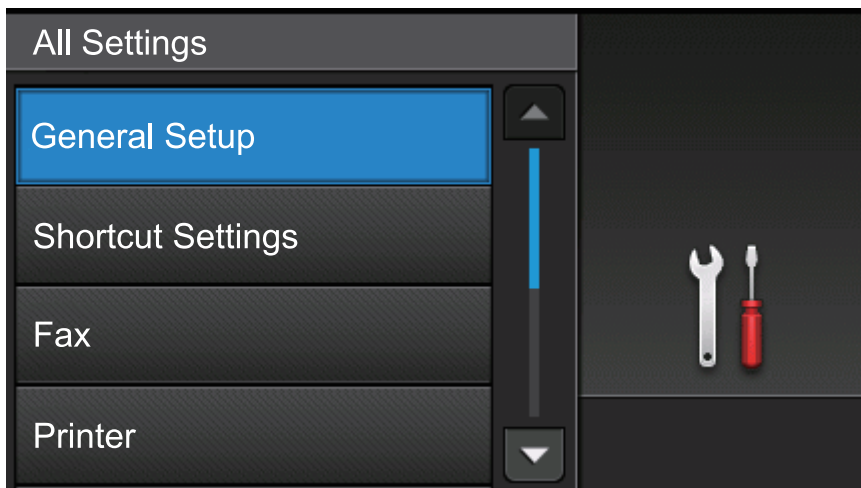 All Settings
General Setup
Shortcut Settings
Fax
Printer